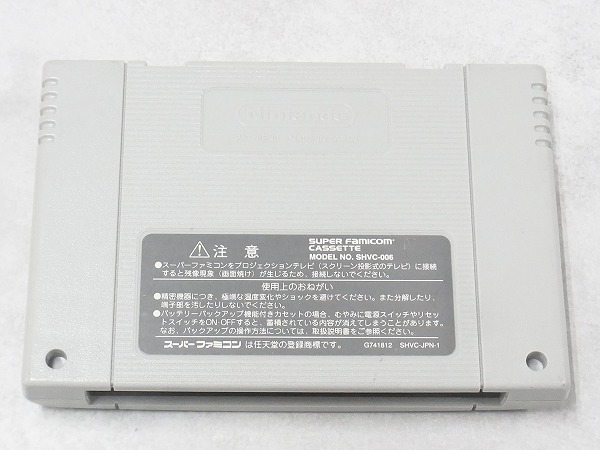 Nintendo
⚠注意
SUPER FAMICOM
CASSETTE
MODEL NO. SHVC-006
●スーパーファミコンをプロジェクションテレビ(スクリーン投影式のテレビ)に接続
すると残像現象(画面焼け)が生じるため、接続しないでください。
使用上のおねがい
●精密機器につき、極端な温度変化やショックを避けてください。また分解したり、
端子部を汚したりしないでください。
●バッテリーバックアップ機能付きカセットの場合、むやみに電源スイッチやリセッ
トスイッチをON・OFFすると、蓄積されている内容が消えてしまうことがあります。
なお、バックアップの操作方法については、取扱説明書をご参照ください。
スーパーファミコンは任天堂の登録商標です。
G741812 SHVC-JPN-1